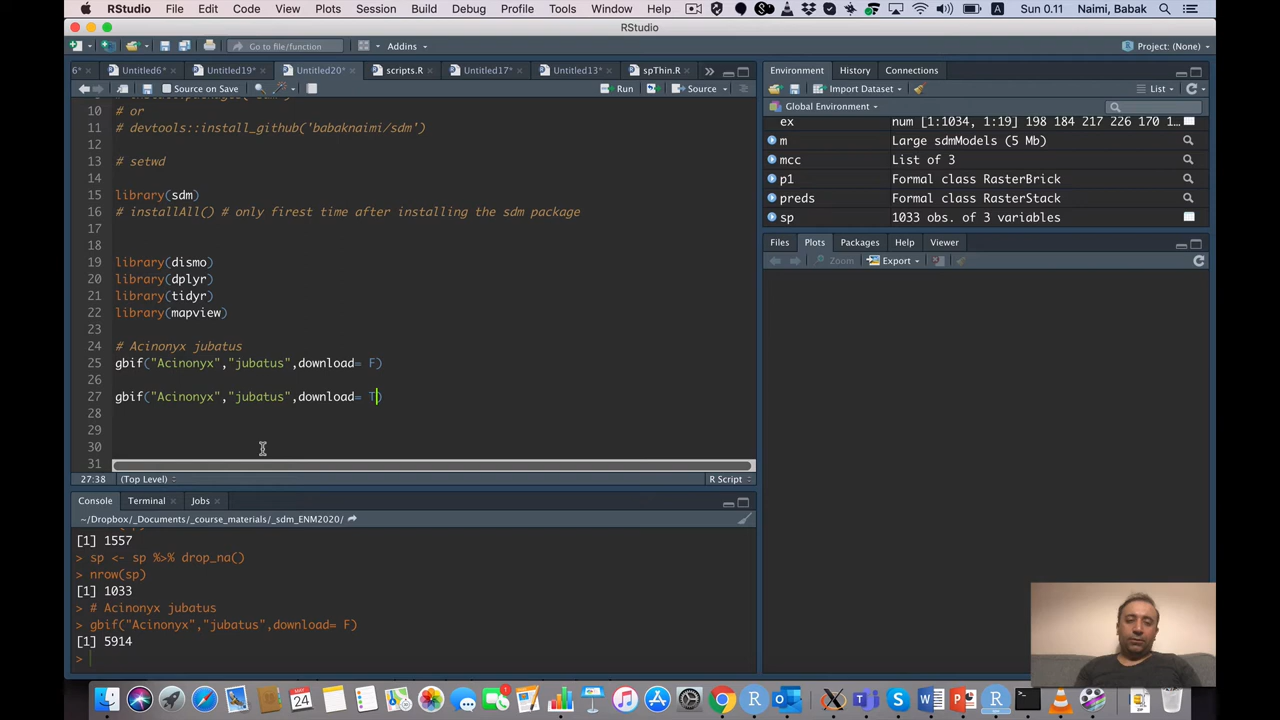 RStudio File Edit Code View Plots Session Build Debug Profile Tools Window Help Sun 0.11 Naimi, Babak
RStudio
Go to file/function Addins Project: (None)
6* Untitled6* Untitled19* Untitled20* scripts.R Untitled17* Untitled13* spThin.R
Source on Save Run Source
10 # or
11 # devtools::install_github('babaknaimi/sdm')
12
13 # setwd
14
15 library(sdm)
16 # installAll() # only firest time after installing the sdm package
17
18
19 library(dismo)
20 library(dplyr)
21 library(tidyr)
22 library(mapview)
23
24 # Acinonyx jubatus
25 gbif("Acinonyx","jubatus",download= F)
26
27 gbif("Acinonyx","jubatus",download= T)
28
29
30
31
27:38 (Top Level) R Script
Console Terminal Jobs
~/Dropbox/_Documents/_course_materials/_sdm_ENM2020/
[1] 1557
> sp <- sp %>% drop_na()
> nrow(sp)
[1] 1033
> # Acinonyx jubatus
> gbif("Acinonyx","jubatus",download= F)
[1] 5914
>
Environment History Connections
Import Dataset List
Global Environment
ex num [1:1034, 1:19] 198 184 217 226 170 1…
m Large sdmModels (5 Mb)
mcc List of 3
p1 Formal class RasterBrick
preds Formal class RasterStack
sp 1033 obs. of 3 variables
Files Plots Packages Help Viewer
Zoom Export